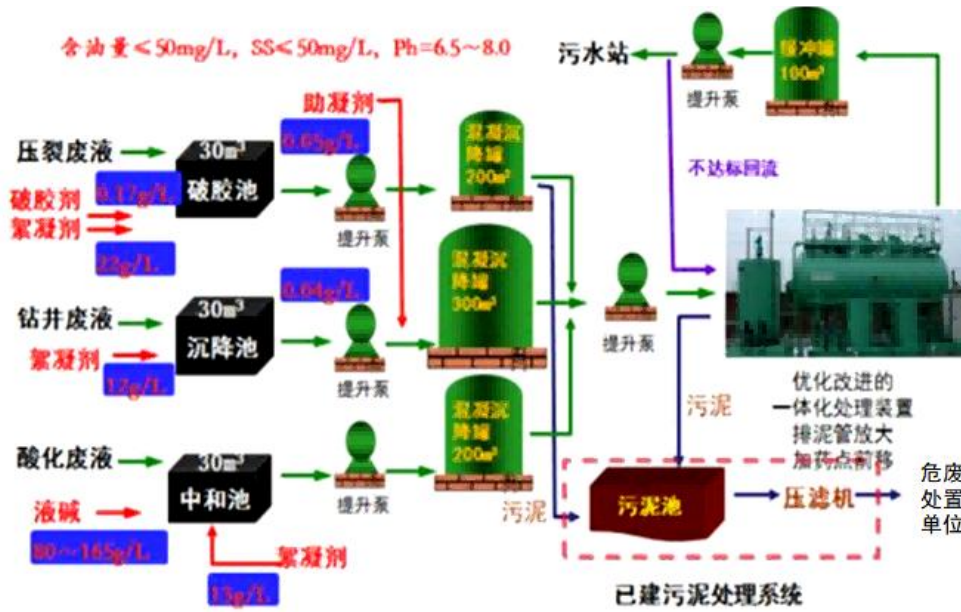 含油量≤50mg/L, SS≤50mg/L, Ph=6.5~8.0
污水站
提升泵
缓冲罐
100m³
不达标回流
助凝剂
0.05g/L
压裂废液
30m³
破胶池
0.17g/L
破胶剂
絮凝剂
22g/L
提升泵
混凝沉
降罐
200m³
钻井废液
30m³
沉降池
0.04g/L
絮凝剂
12g/L
提升泵
混凝沉
降罐
300m³
提升泵
酸化废液
30m³
中和池
液碱
80~165g/L
絮凝剂
13g/L
提升泵
混凝沉
降罐
200m³
污泥
污泥
优化改进的
一体化处理装置
排泥管放大
加药点前移
污泥池
压滤机
危废
处置
单位
已建污泥处理系统